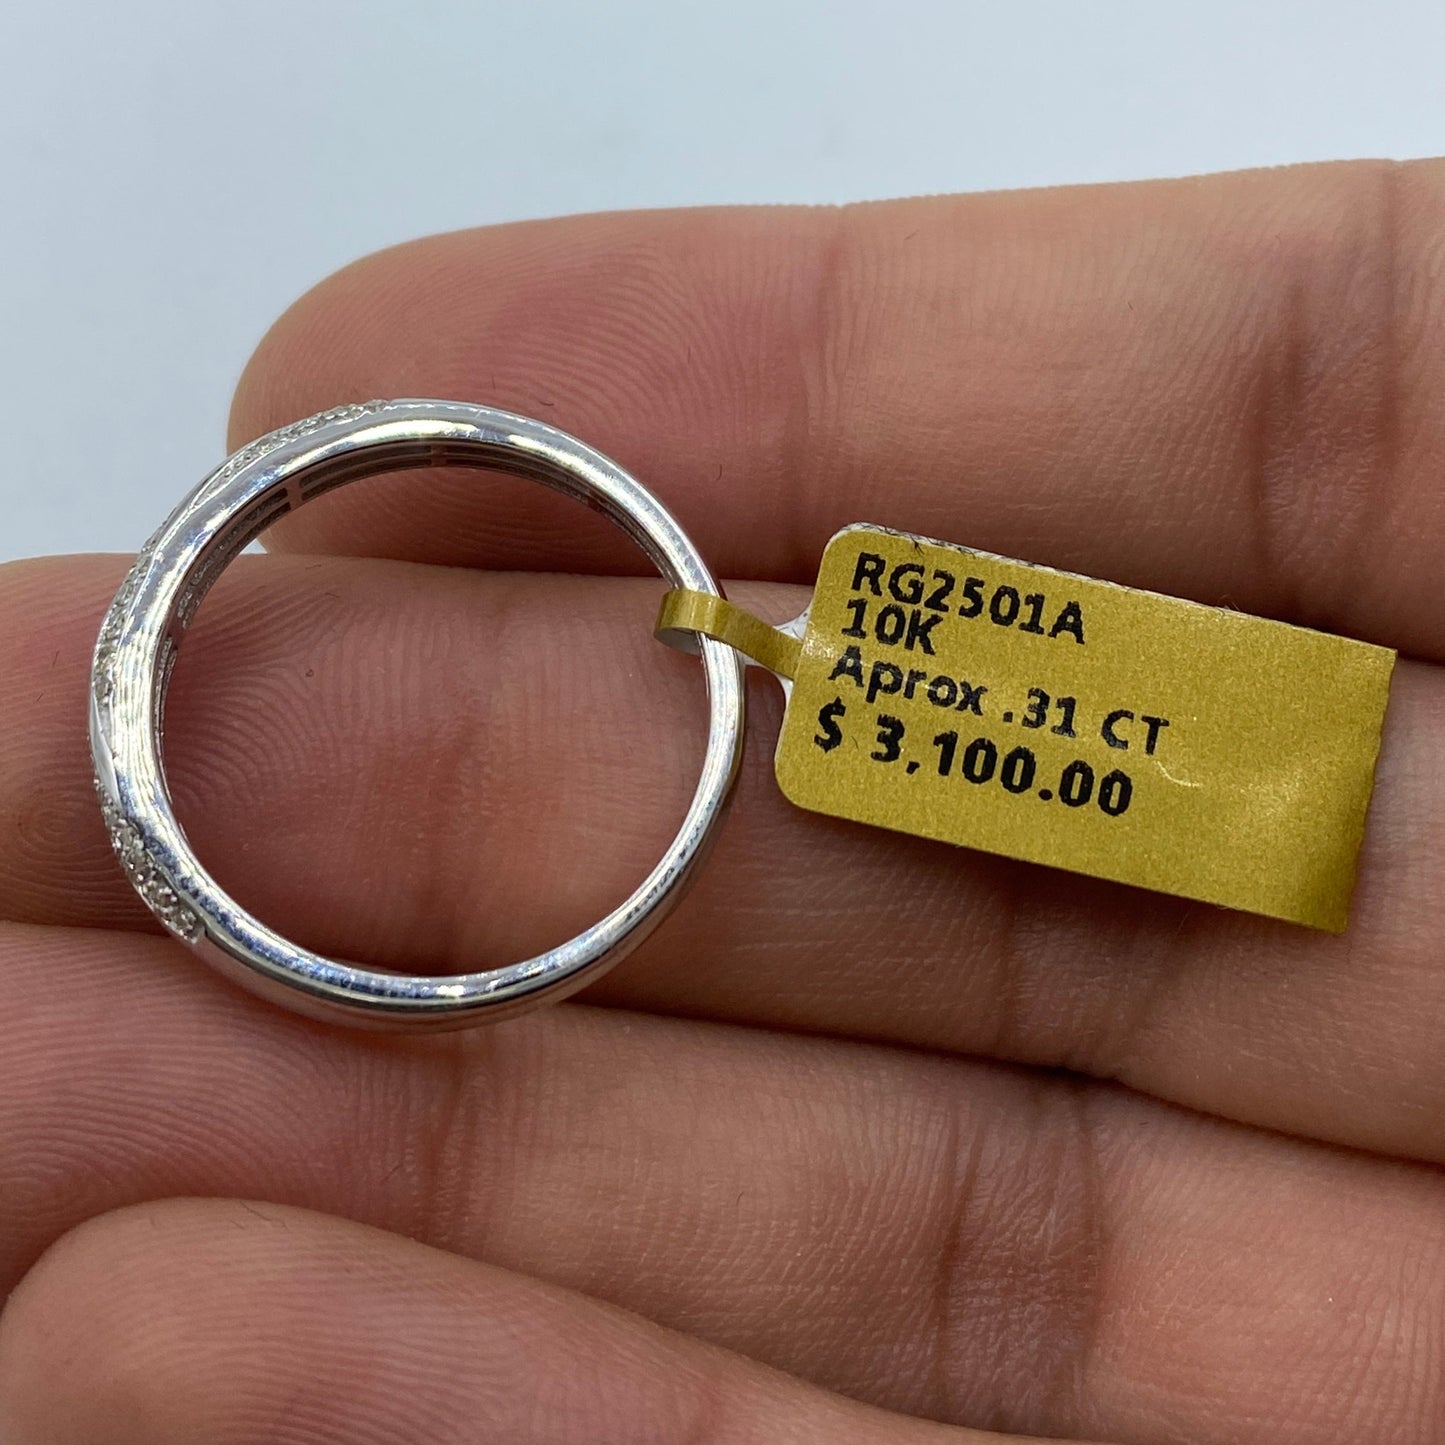 RG2501A
10K
Aprox .31 CT
$ 3,100.00